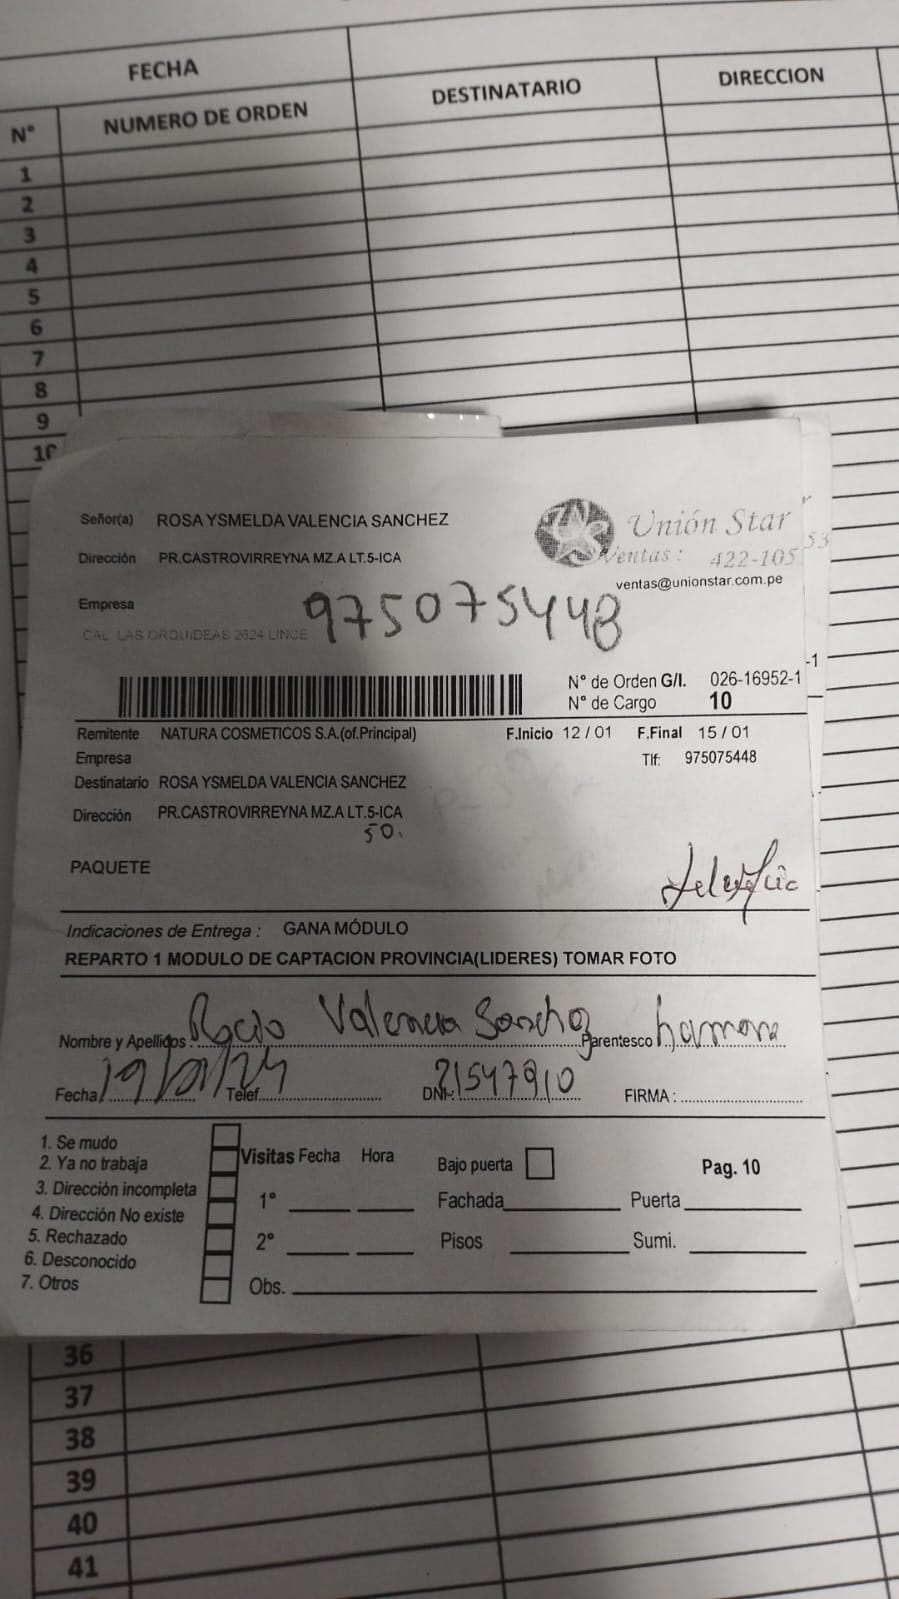 FECHA
N° NUMERO DE ORDEN DESTINATARIO DIRECCION
1
2
3
4
5
6
7
8
9
10
Señor(a) ROSA YSMELDA VALENCIA SANCHEZ
Unión Star
Dirección PR.CASTROVIRREYNA MZ.A LT.5-ICA
Ventas: 422-105 53
ventas@unionstar.com.pe
Empresa 975075448
CAL LAS ORQUIDEAS 2624 LINCE
N° de Orden G/I. 026-16952-1 -1
N° de Cargo 10
Remitente NATURA COSMETICOS S.A.(of.Principal) F.Inicio 12 / 01 F.Final 15 / 01
Empresa Tlf: 975075448
Destinatario ROSA YSMELDA VALENCIA SANCHEZ
Dirección PR.CASTROVIRREYNA MZ.A LT.5-ICA
50.
PAQUETE
Indicaciones de Entrega : GANA MÓDULO
REPARTO 1 MODULO DE CAPTACION PROVINCIA(LIDERES) TOMAR FOTO
Nombre y Apellidos : Rocio Valencia Sanchez Parentesco hermana
Fecha 19/01/24 Telef. DNI: 21547910 FIRMA :
1. Se mudo
2. Ya no trabaja
3. Dirección incompleta
4. Dirección No existe
5. Rechazado
6. Desconocido
7. Otros
Visitas Fecha Hora Bajo puerta Pag. 10
1° Fachada Puerta
2° Pisos Sumi.
Obs.
36
37
38
39
40
41